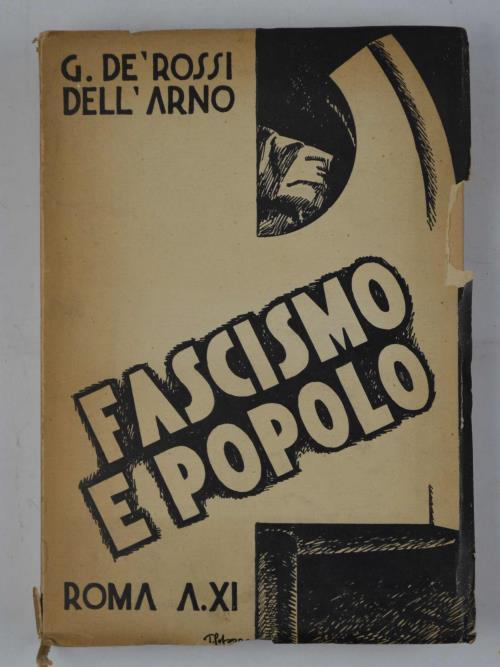 G. DE' ROSSI
DELL' ARNO
FASCISMO
E POPOLO
ROMA A.XI